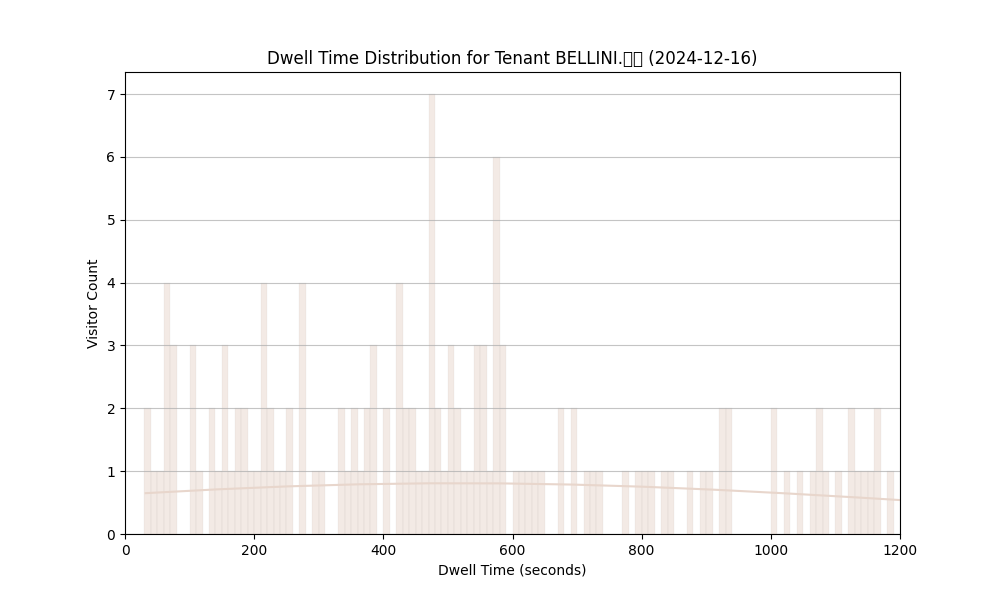 Dwell Time Distribution for Tenant BELLINI.▯▯ (2024-12-16)
Visitor Count
7
6
5
4
3
2
1
0
0 200 400 600 800 1000 1200
Dwell Time (seconds)